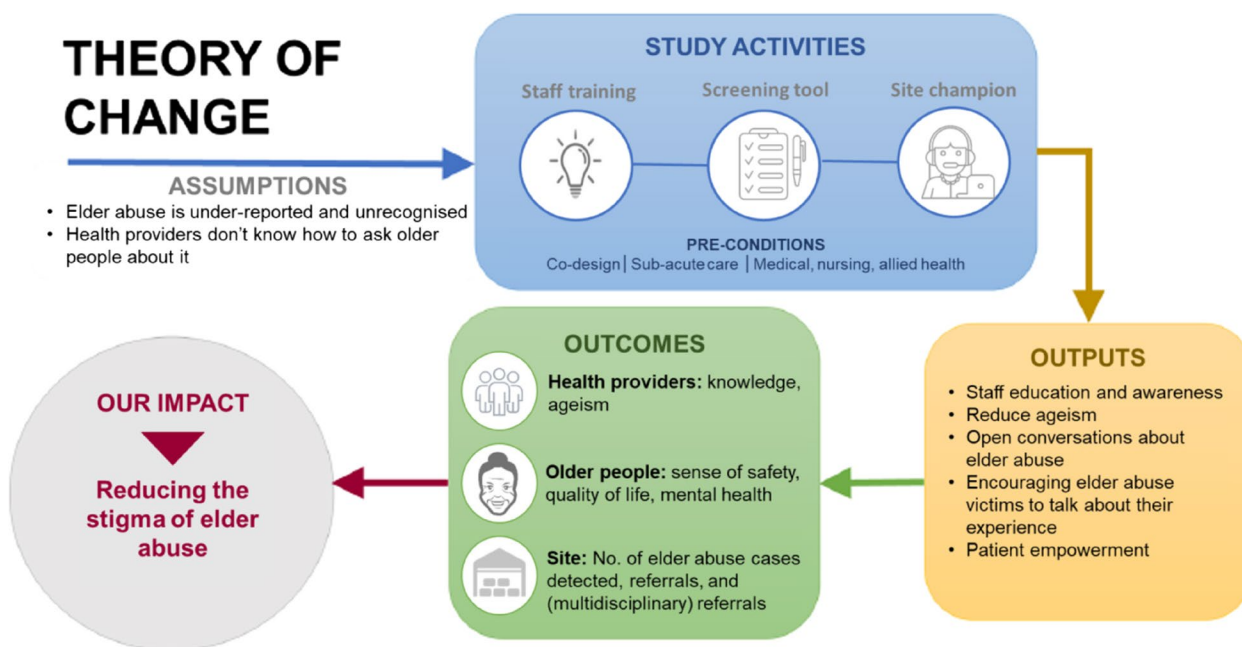 THEORY OF
CHANGE
ASSUMPTIONS
• Elder abuse is under-reported and unrecognised
• Health providers don't know how to ask older
people about it
STUDY ACTIVITIES
Staff training
Screening tool
Site champion
PRE-CONDITIONS
Co-design | Sub-acute care | Medical, nursing, allied health
OUTPUTS
• Staff education and awareness
• Reduce ageism
• Open conversations about
elder abuse
• Encouraging elder abuse
victims to talk about their
experience
• Patient empowerment
OUTCOMES
Health providers: knowledge,
ageism
Older people: sense of safety,
quality of life, mental health
Site: No. of elder abuse cases
detected, referrals, and
(multidisciplinary) referrals
OUR IMPACT
Reducing the
stigma of elder
abuse